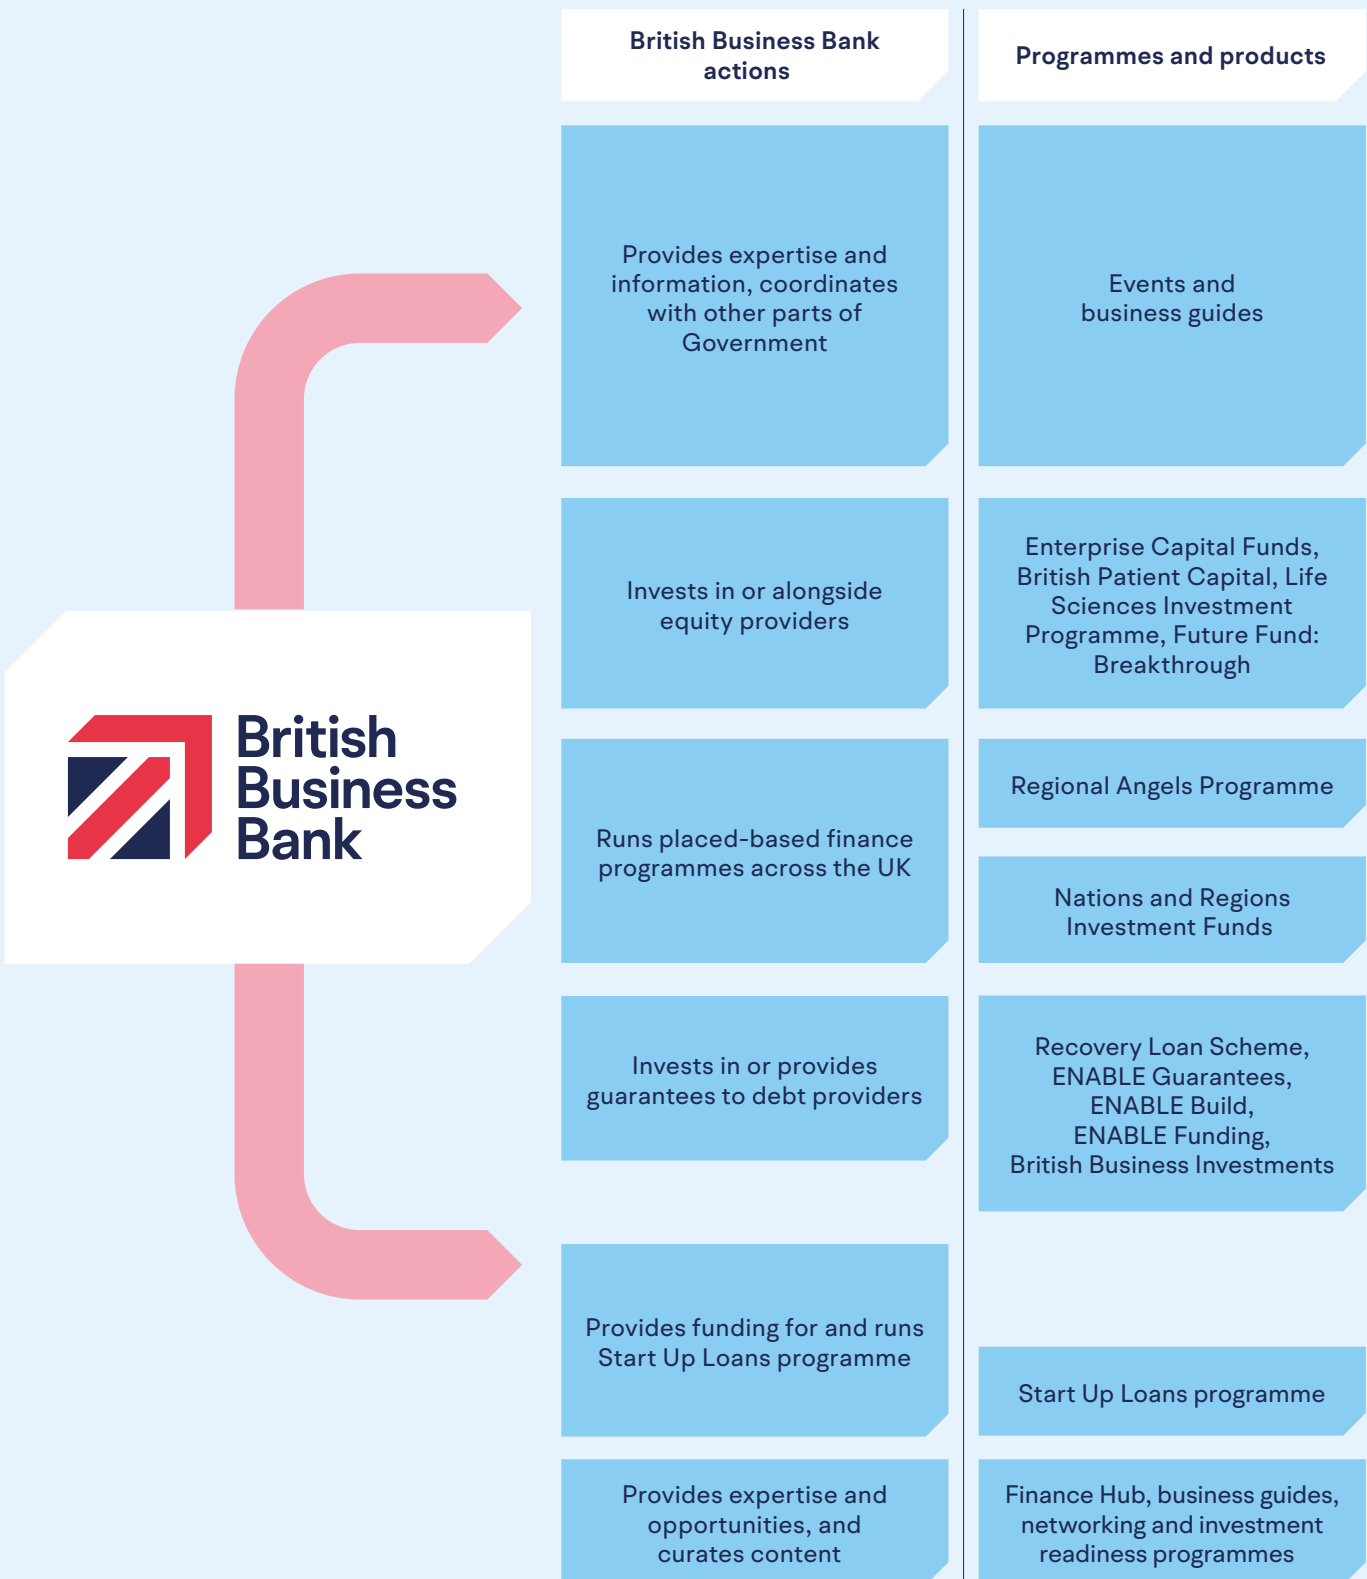 British Business Bank
actions
Programmes and products
Provides expertise and
information, coordinates
with other parts of
Government
Events and
business guides
Invests in or alongside
equity providers
Enterprise Capital Funds,
British Patient Capital, Life
Sciences Investment
Programme, Future Fund:
Breakthrough
British
Business
Bank
Runs placed-based finance
programmes across the UK
Regional Angels Programme
Nations and Regions
Investment Funds
Invests in or provides
guarantees to debt providers
Recovery Loan Scheme,
ENABLE Guarantees,
ENABLE Build,
ENABLE Funding,
British Business Investments
Provides funding for and runs
Start Up Loans programme
Start Up Loans programme
Provides expertise and
opportunities, and
curates content
Finance Hub, business guides,
networking and investment
readiness programmes